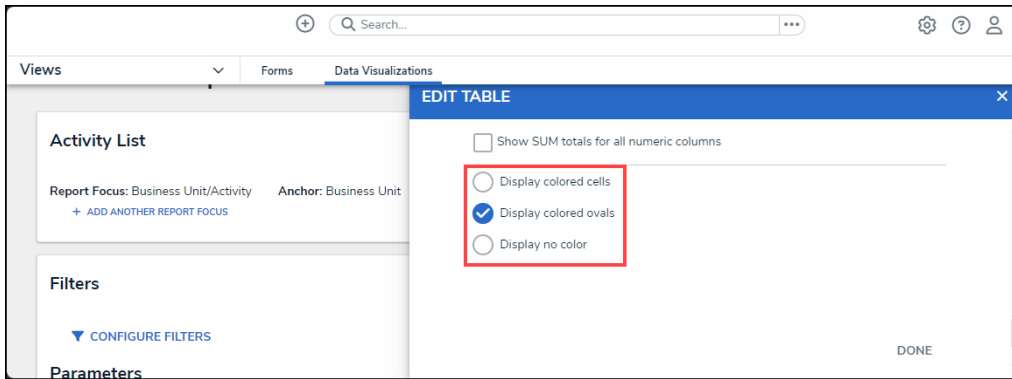 Search...
Views
Forms
Data Visualizations
EDIT TABLE
Activity List
Report Focus: Business Unit/Activity Anchor: Business Unit
+ ADD ANOTHER REPORT FOCUS
Show SUM totals for all numeric columns
Display colored cells
Display colored ovals
Display no color
Filters
CONFIGURE FILTERS
Parameters
DONE